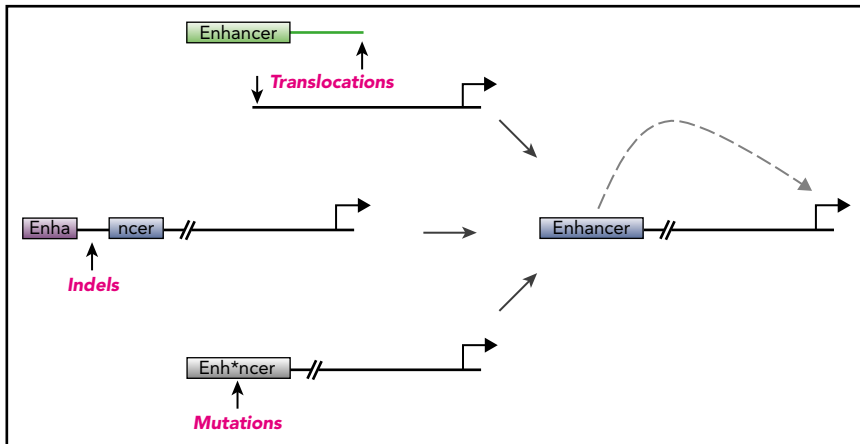 Enhancer
Translocations
Enha
ncer
Enhancer
Indels
Enh*ncer
Mutations